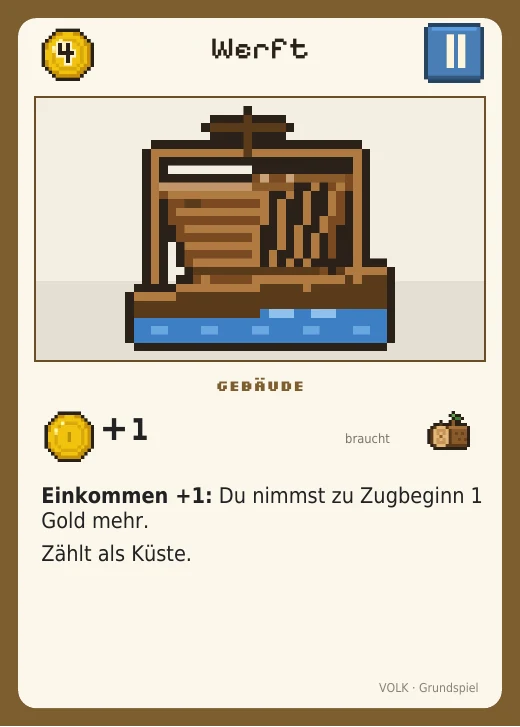 4 Werft II
GEBÄUDE
+1 braucht
Einkommen +1: Du nimmst zu Zugbeginn 1
Gold mehr.
Zählt als Küste.
VOLK · Grundspiel